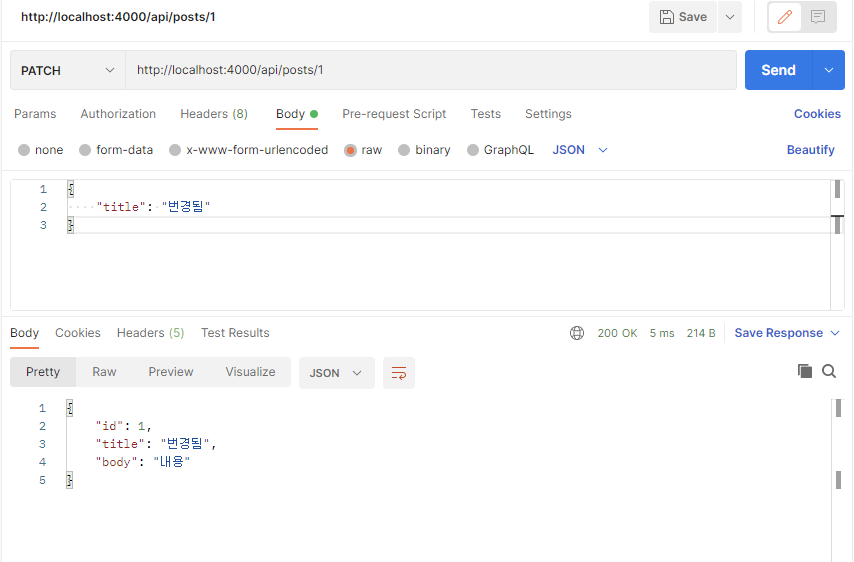 http://localhost:4000/api/posts/1 Save
PATCH http://localhost:4000/api/posts/1 Send
Params Authorization Headers (8) Body Pre-request Script Tests Settings Cookies
none form-data x-www-form-urlencoded raw binary GraphQL JSON Beautify
1 {
2 "title": "변경됨"
3 }
Body Cookies Headers (5) Test Results 200 OK 5 ms 214 B Save Response
Pretty Raw Preview Visualize JSON
1 {
2 "id": 1,
3 "title": "변경됨",
4 "body": "내용"
5 }